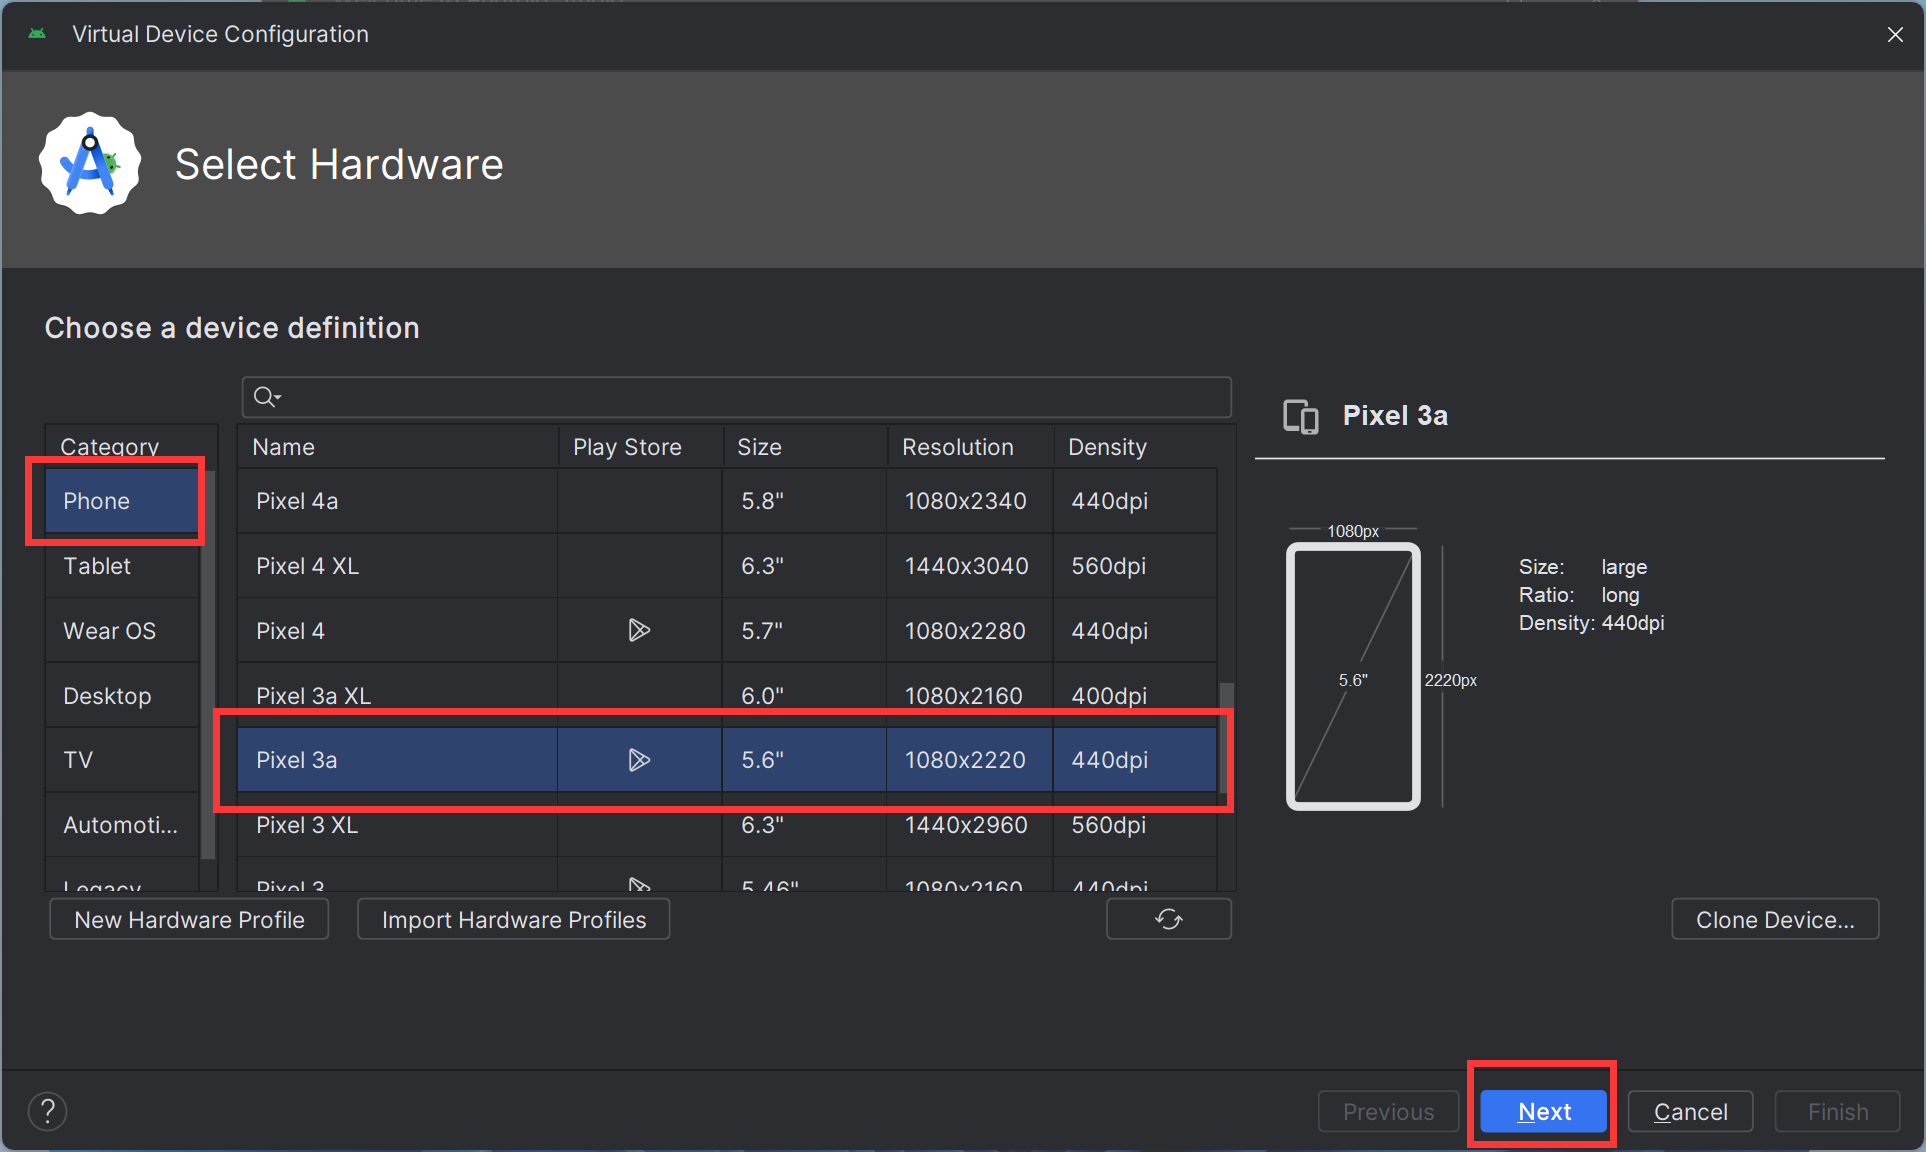 Virtual Device Configuration
Select Hardware
Choose a device definition
Category
Phone
Tablet
Wear OS
Desktop
TV
Automoti...
Legacy
Name Play Store Size Resolution Density
Pixel 4a 5.8" 1080x2340 440dpi
Pixel 4 XL 6.3" 1440x3040 560dpi
Pixel 4 5.7" 1080x2280 440dpi
Pixel 3a XL 6.0" 1080x2160 400dpi
Pixel 3a 5.6" 1080x2220 440dpi
Pixel 3 XL 6.3" 1440x2960 560dpi
Pixel 3 5.46" 1080x2160 440dpi
Pixel 3a
1080px
5.6"
2220px
Size: large
Ratio: long
Density: 440dpi
New Hardware Profile
Import Hardware Profiles
Clone Device...
?
Previous
Next
Cancel
Finish